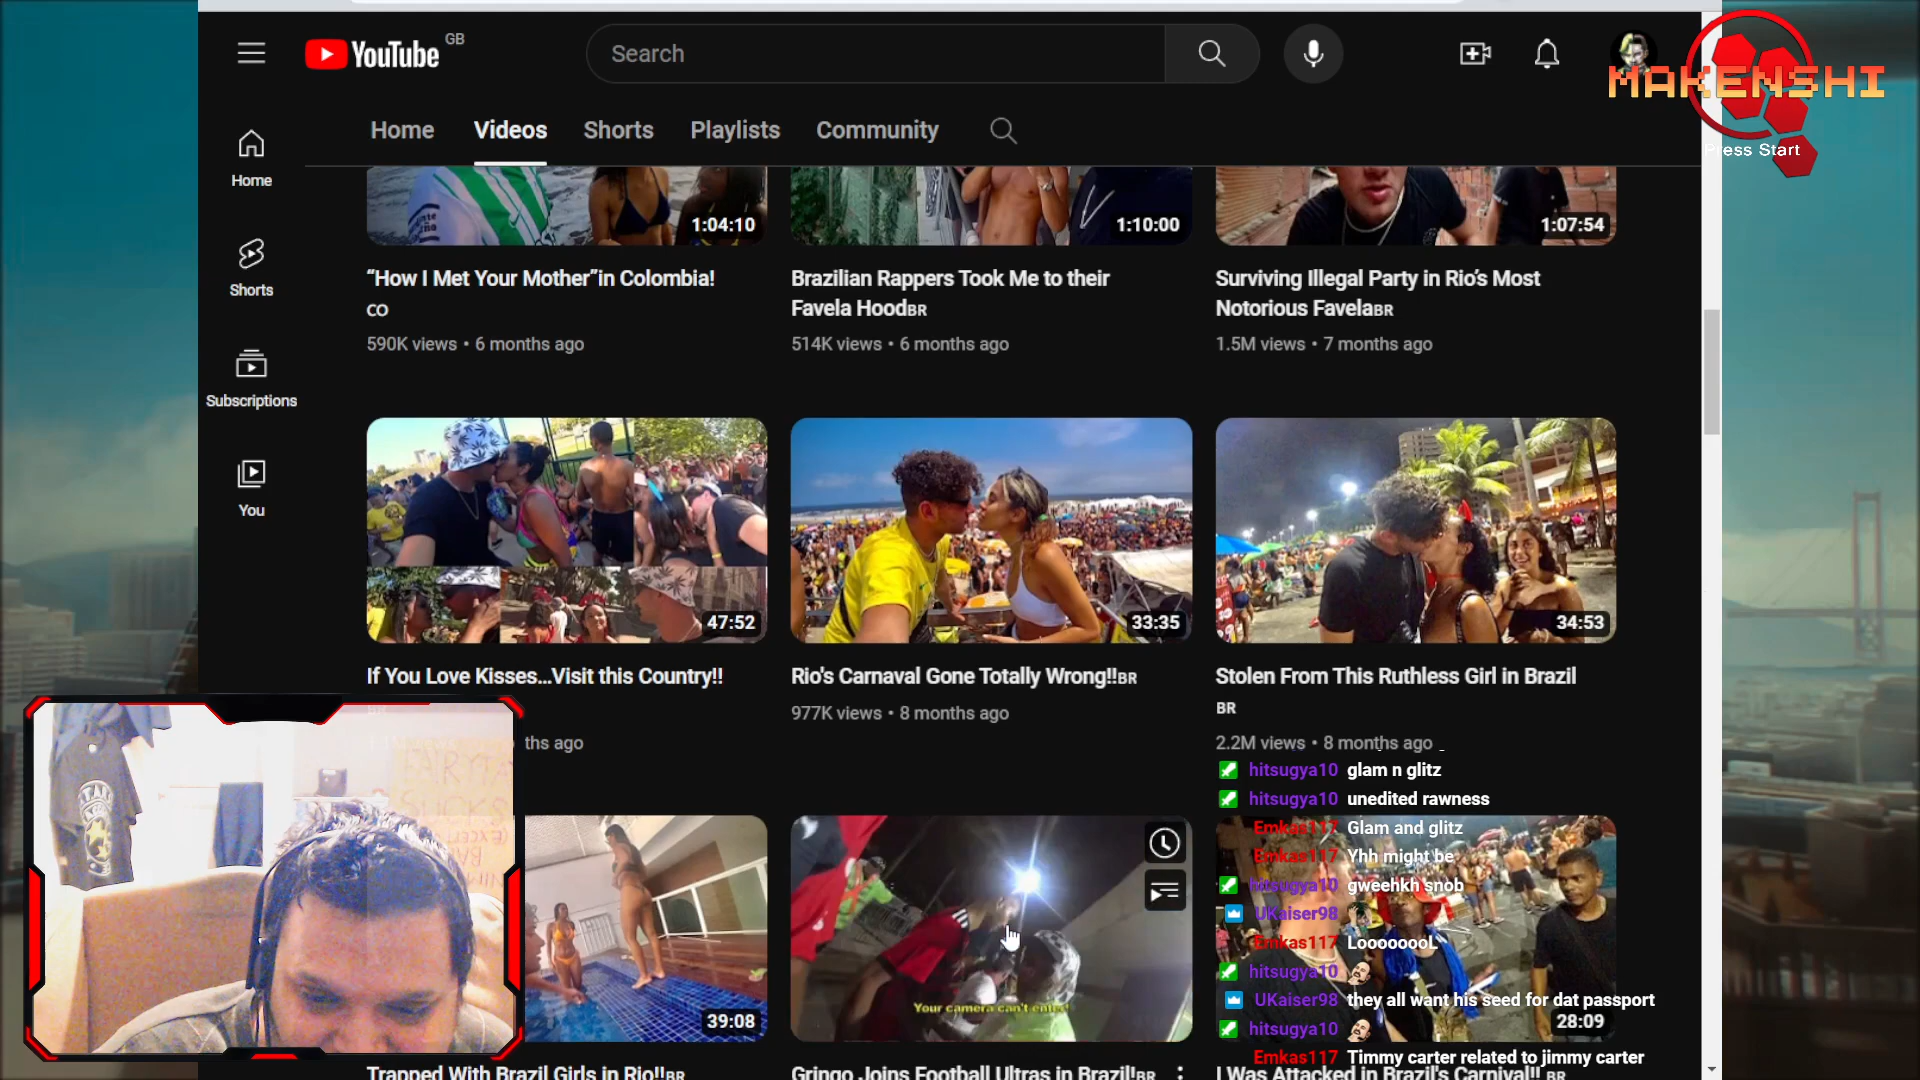 YouTube GB
Search
MAKENSHI
Press Start
Home Videos Shorts Playlists Community
Home
Shorts
Subscriptions
You
1:04:10
1:10:00
1:07:54
“How I Met Your Mother”in Colombia!
CO
590K views • 6 months ago
Brazilian Rappers Took Me to their
Favela HoodBR
514K views • 6 months ago
Surviving Illegal Party in Rio’s Most
Notorious FavelaBR
1.5M views • 7 months ago
47:52
33:35
34:53
If You Love Kisses...Visit this Country!!
ths ago
Rio's Carnaval Gone Totally Wrong!!BR
977K views • 8 months ago
Stolen From This Ruthless Girl in Brazil
BR
2.2M views • 8 months ago
hitsugya10 glam n glitz
hitsugya10 unedited rawness
Emkas117 Glam and glitz
Emkas117 Yhh might be
hitsugya10 gweehkh snob
UKaiser98
Emkas117 LoooooooL
hitsugya10
UKaiser98 they all want his seed for dat passport
hitsugya10
Emkas117 Timmy carter related to jimmy carter
39:08
Your camera can't enter
28:09
Trapped With Brazil Girls in Rio!!BR
Gringo Joins Football Ultras in Brazil!BR
I Was Attacked in Brazil's Carnival!! BR